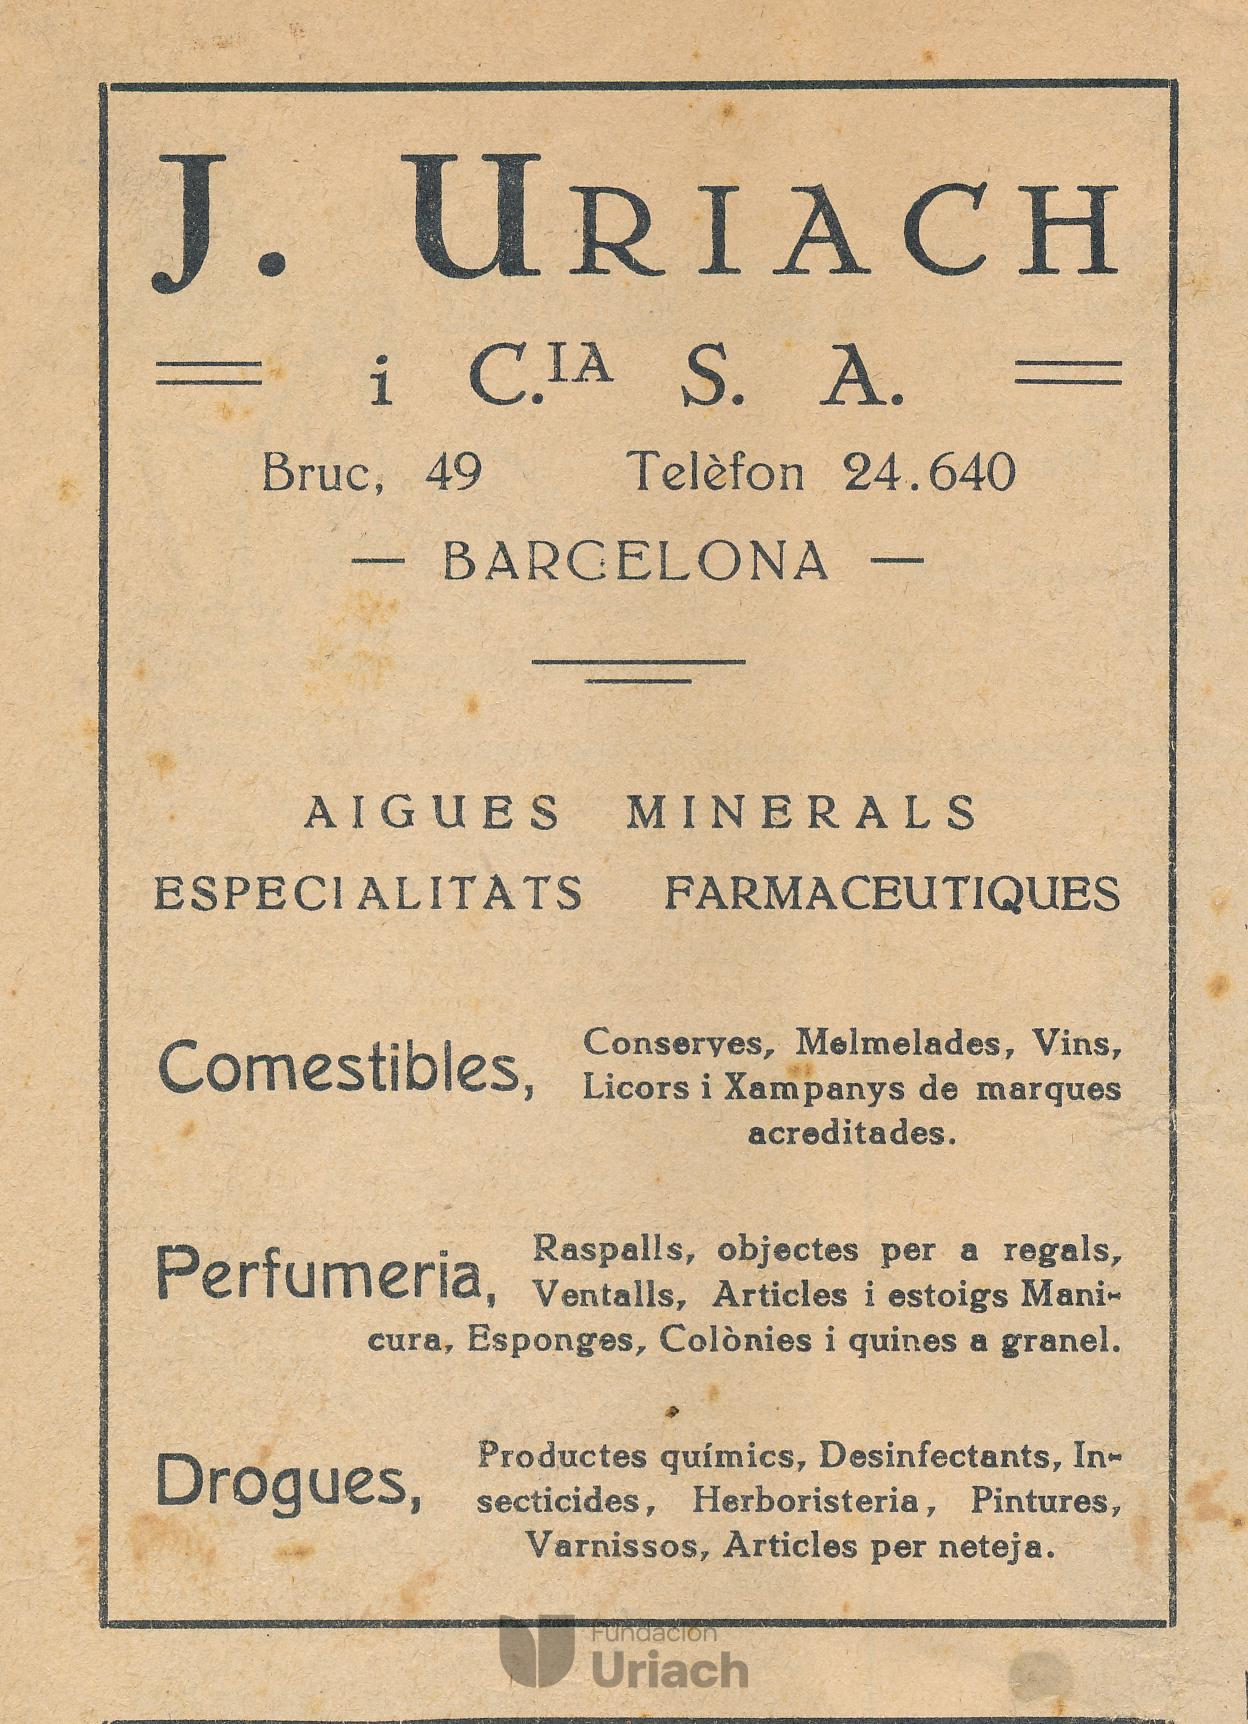 J. URIACH
i C.IA S. A.
Bruc, 49 Telèfon 24.640
— BARCELONA —
AIGUES MINERALS
ESPECIALITATS FARMACEUTIQUES
Comestibles, Conserves, Melmelades, Vins,
Licors i Xampanys de marques
acreditades.
Perfumeria, Raspalls, objectes per a regals,
Ventalls, Articles i estoigs Mani-
cura, Esponges, Colònies i quines a granel.
Drogues, Productes químics, Desinfectants, In-
secticides, Herboristeria, Pintures,
Varnissos, Articles per neteja.
Fundación
Uriach